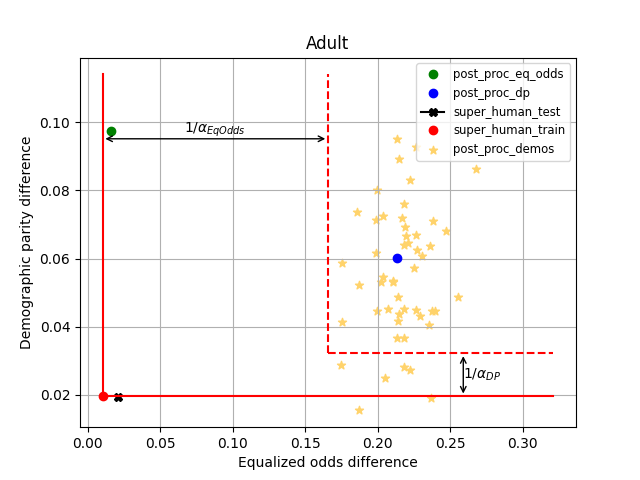 Adult
post_proc_eq_odds
post_proc_dp
super_human_test
super_human_train
post_proc_demos
1/α_EqOdds
1/α_DP
Demographic parity difference
0.10
0.08
0.06
0.04
0.02
0.00 0.05 0.10 0.15 0.20 0.25 0.30
Equalized odds difference